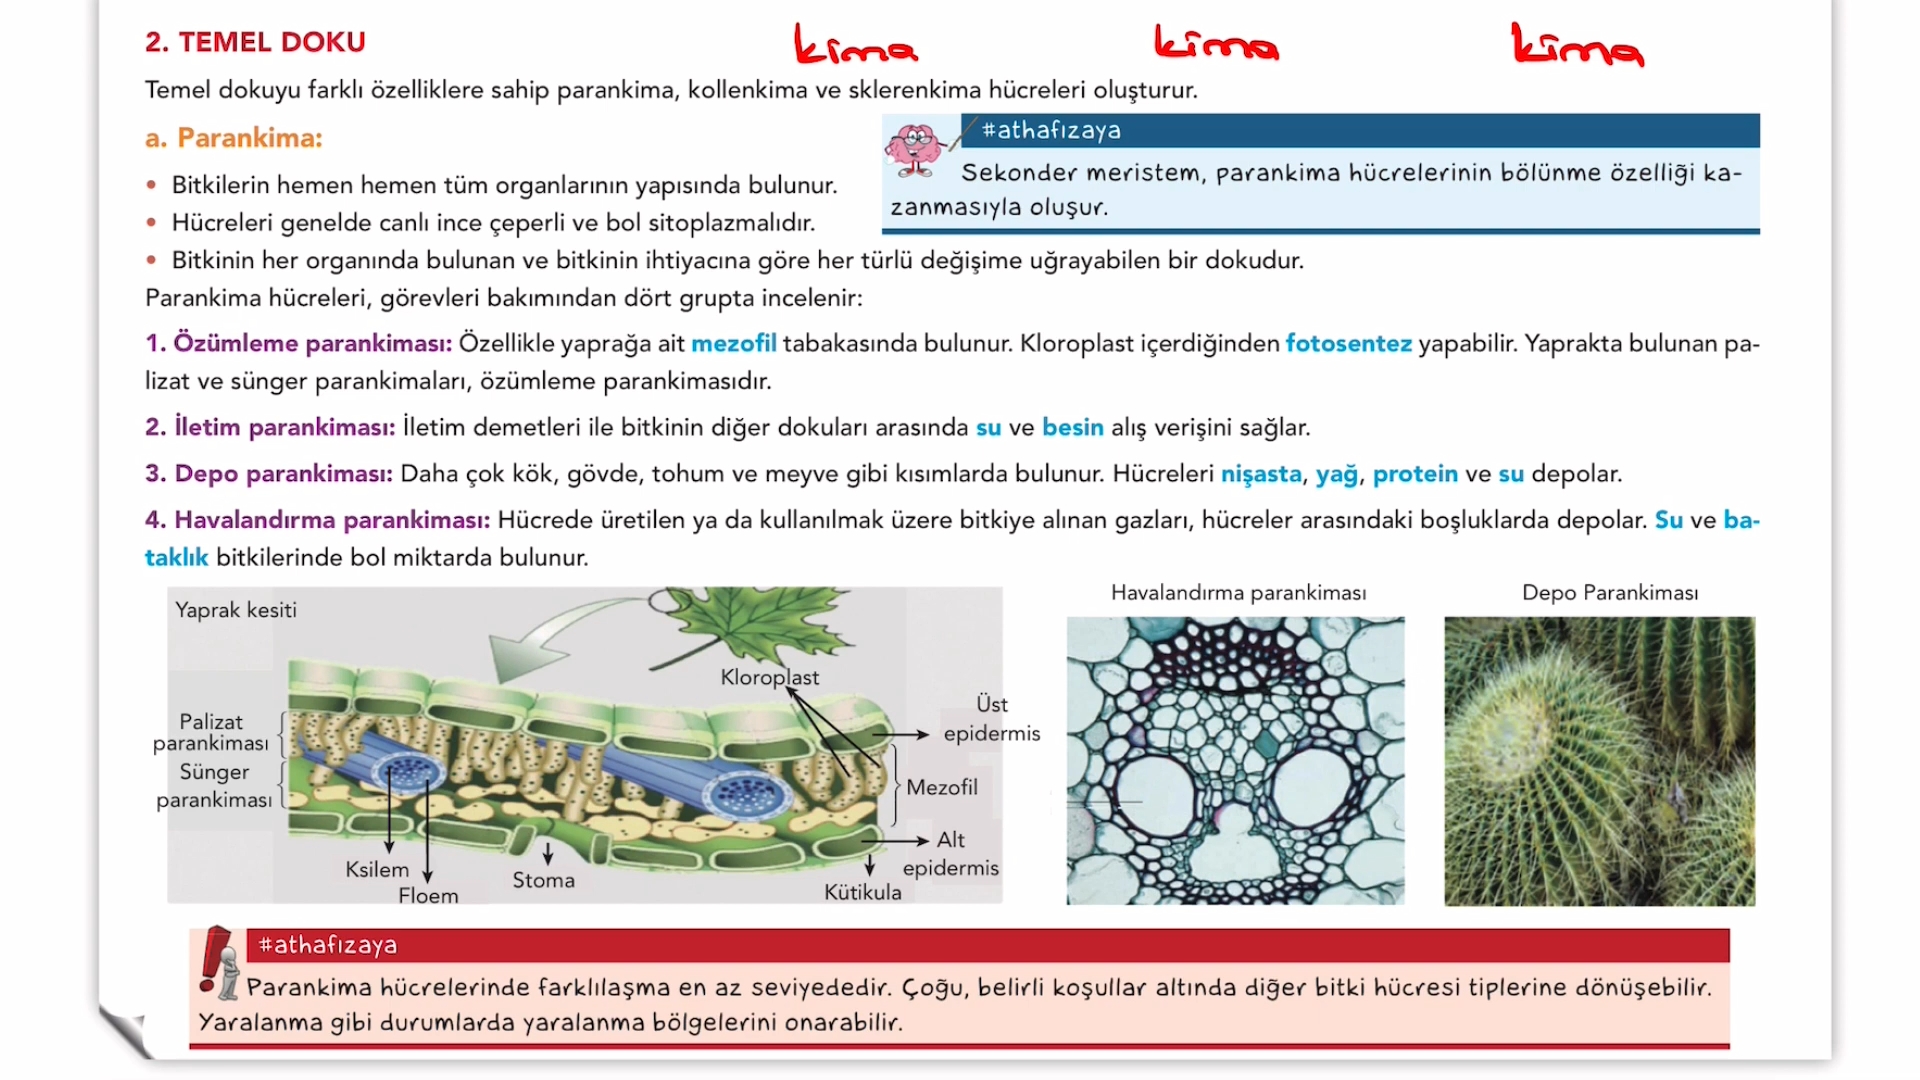 2. TEMEL DOKU
kima kima kima
Temel dokuyu farklı özelliklere sahip parankima, kollenkima ve sklerenkima hücreleri oluşturur.
a. Parankima:
• Bitkilerin hemen hemen tüm organlarının yapısında bulunur.
• Hücreleri genelde canlı ince çeperli ve bol sitoplazmalıdır.
#athafızaya
Sekonder meristem, parankima hücrelerinin bölünme özelliği ka-
zanmasıyla oluşur.
• Bitkinin her organında bulunan ve bitkinin ihtiyacına göre her türlü değişime uğrayabilen bir dokudur.
Parankima hücreleri, görevleri bakımından dört grupta incelenir:
1. Özümleme parankiması: Özellikle yaprağa ait mezofil tabakasında bulunur. Kloroplast içerdiğinden fotosentez yapabilir. Yaprakta bulunan pa-
lizat ve sünger parankimaları, özümleme parankimasıdır.
2. İletim parankiması: İletim demetleri ile bitkinin diğer dokuları arasında su ve besin alış verişini sağlar.
3. Depo parankiması: Daha çok kök, gövde, tohum ve meyve gibi kısımlarda bulunur. Hücreleri nişasta, yağ, protein ve su depolar.
4. Havalandırma parankiması: Hücrede üretilen ya da kullanılmak üzere bitkiye alınan gazları, hücreler arasındaki boşluklarda depolar. Su ve ba-
taklık bitkilerinde bol miktarda bulunur.
Yaprak kesiti
Kloroplast
Üst
epidermis
Palizat
parankiması
Sünger
parankiması
Mezofil
Alt
epidermis
Ksilem
Floem
Stoma
Kütikula
Havalandırma parankiması
Depo Parankiması
#athafızaya
Parankima hücrelerinde farklılaşma en az seviyededir. Çoğu, belirli koşullar altında diğer bitki hücresi tiplerine dönüşebilir.
Yaralanma gibi durumlarda yaralanma bölgelerini onarabilir.